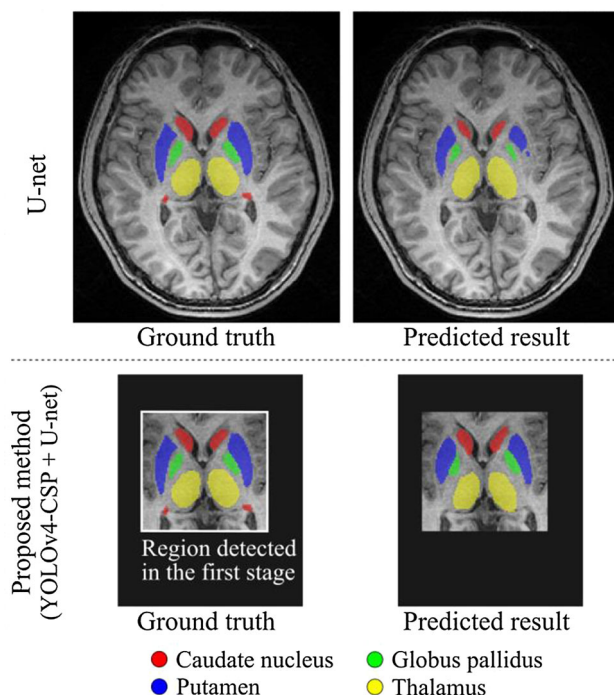 U-net
Ground truth
Predicted result
Proposed method
(YOLOv4-CSP + U-net)
Region detected
in the first stage
Ground truth
Predicted result
Caudate nucleus
Globus pallidus
Putamen
Thalamus